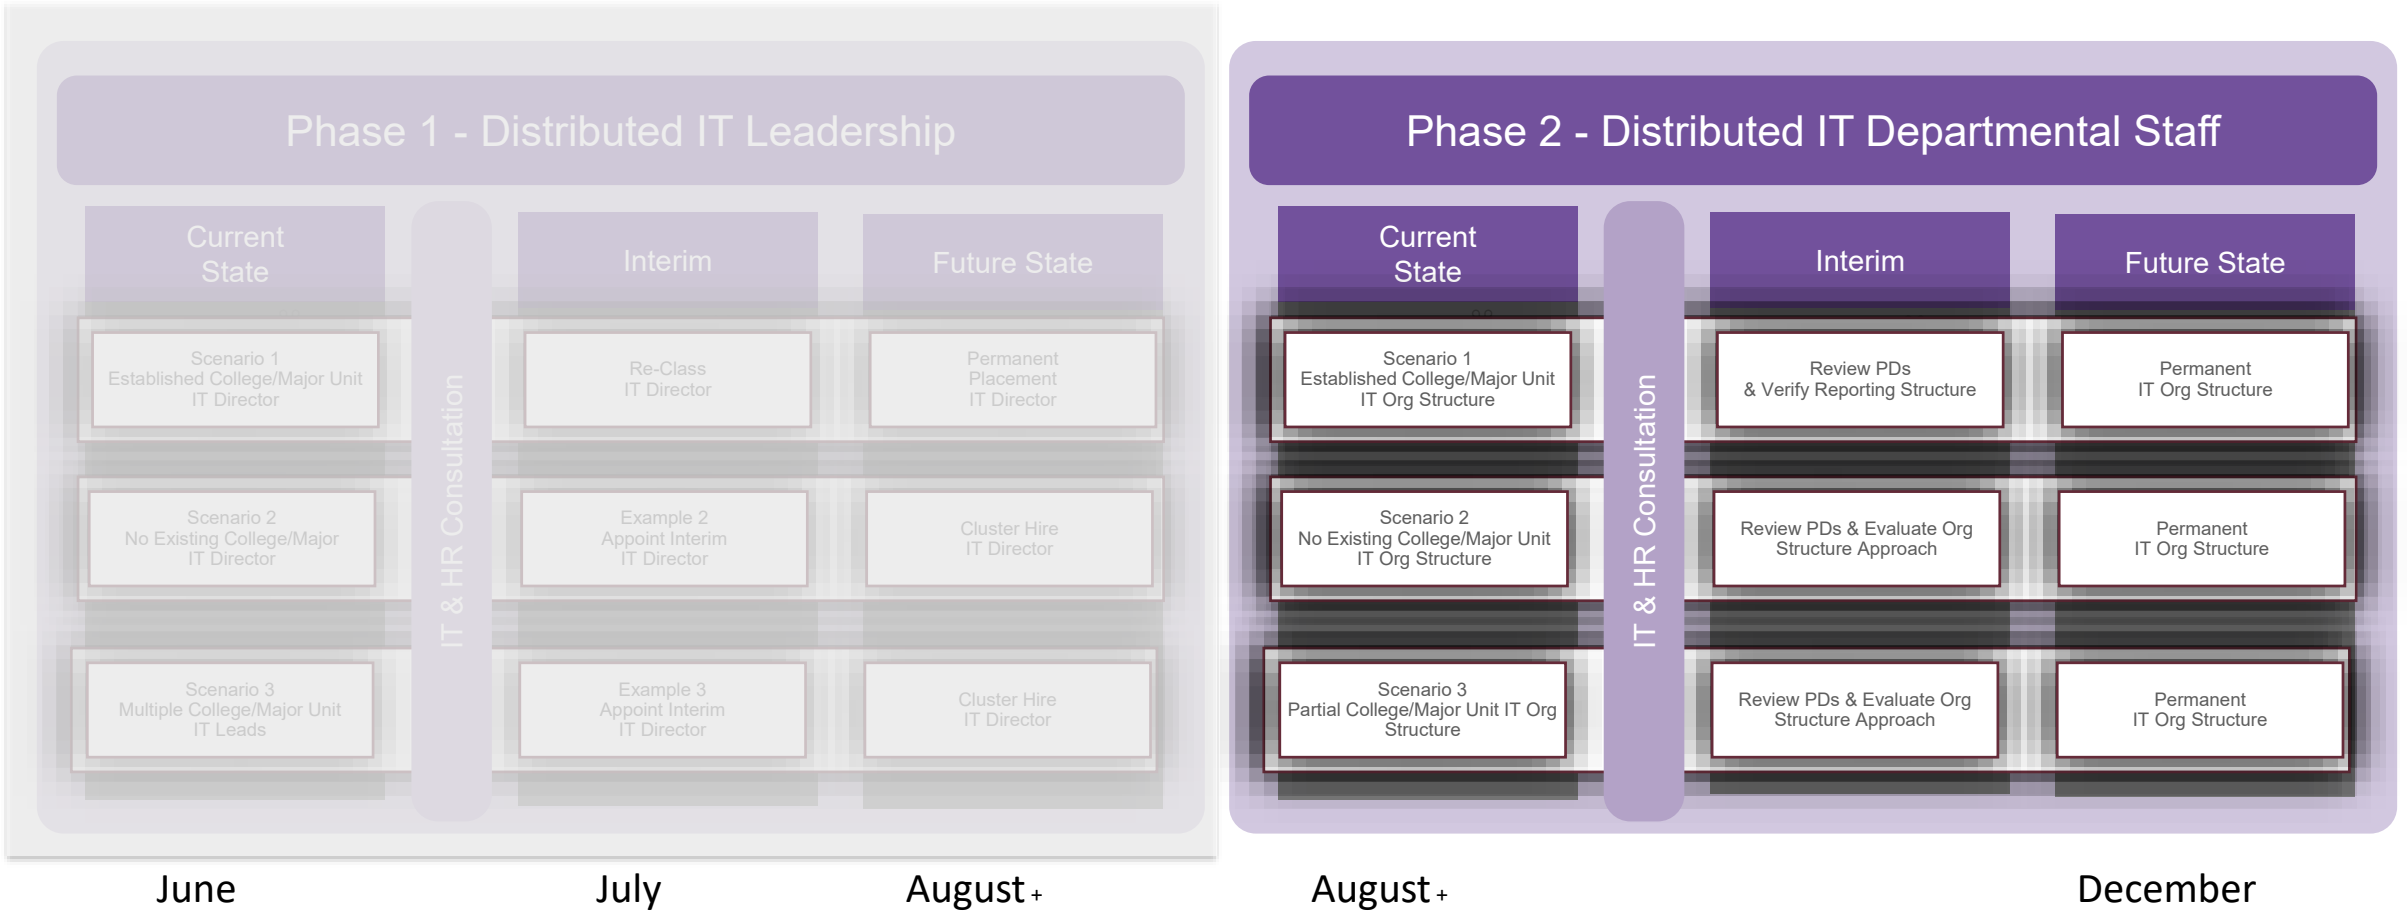 Phase 1 - Distributed IT Leadership
Current
State
Interim
Future State
IT & HR Consultation
Scenario 1
Established College/Major Unit
IT Director
Re-Class
IT Director
Permanent
Placement
IT Director
Scenario 2
No Existing College/Major
IT Director
Example 2
Appoint Interim
IT Director
Cluster Hire
IT Director
Scenario 3
Multiple College/Major Unit
IT Leads
Example 3
Appoint Interim
IT Director
Cluster Hire
IT Director
Phase 2 - Distributed IT Departmental Staff
Current
State
Interim
Future State
IT & HR Consultation
Scenario 1
Established College/Major Unit
IT Org Structure
Review PDs
& Verify Reporting Structure
Permanent
IT Org Structure
Scenario 2
No Existing College/Major Unit
IT Org Structure
Review PDs & Evaluate Org
Structure Approach
Permanent
IT Org Structure
Scenario 3
Partial College/Major Unit IT Org
Structure
Review PDs & Evaluate Org
Structure Approach
Permanent
IT Org Structure
June
July
August +
August +
December